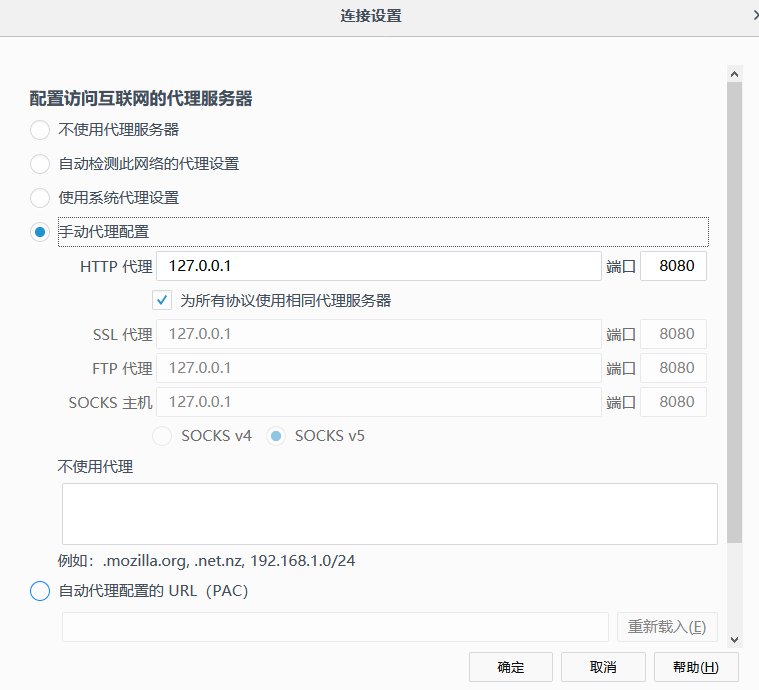 连接设置
配置访问互联网的代理服务器
不使用代理服务器
自动检测此网络的代理设置
使用系统代理设置
手动代理配置
HTTP 代理 127.0.0.1 端口 8080
为所有协议使用相同代理服务器
SSL 代理 127.0.0.1 端口 8080
FTP 代理 127.0.0.1 端口 8080
SOCKS 主机 127.0.0.1 端口 8080
SOCKS v4 SOCKS v5
不使用代理
例如：.mozilla.org, .net.nz, 192.168.1.0/24
自动代理配置的 URL（PAC）
重新载入(E)
确定 取消 帮助(H)